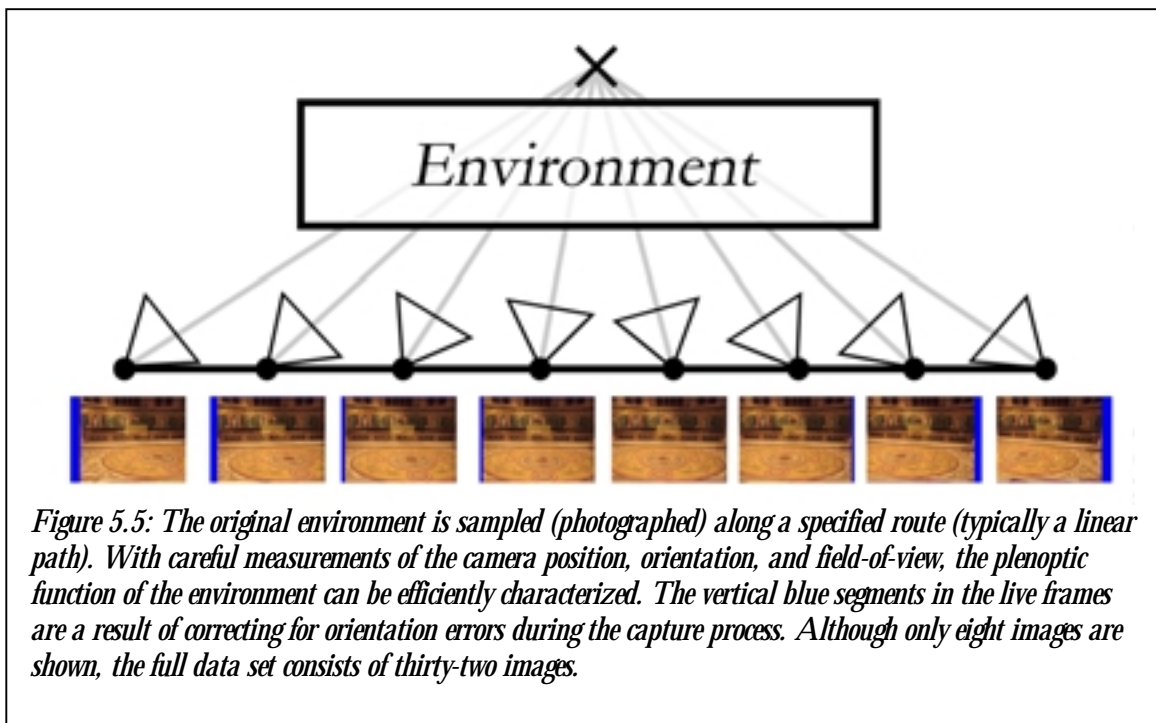 Environment
Figure 5.5: The original environment is sampled (photographed) along a specified route (typically a linear
path). With careful measurements of the camera position, orientation, and field-of-view, the plenoptic
function of the environment can be efficiently characterized. The vertical blue segments in the live frames
are a result of correcting for orientation errors during the capture process. Although only eight images are
shown, the full data set consists of thirty-two images.